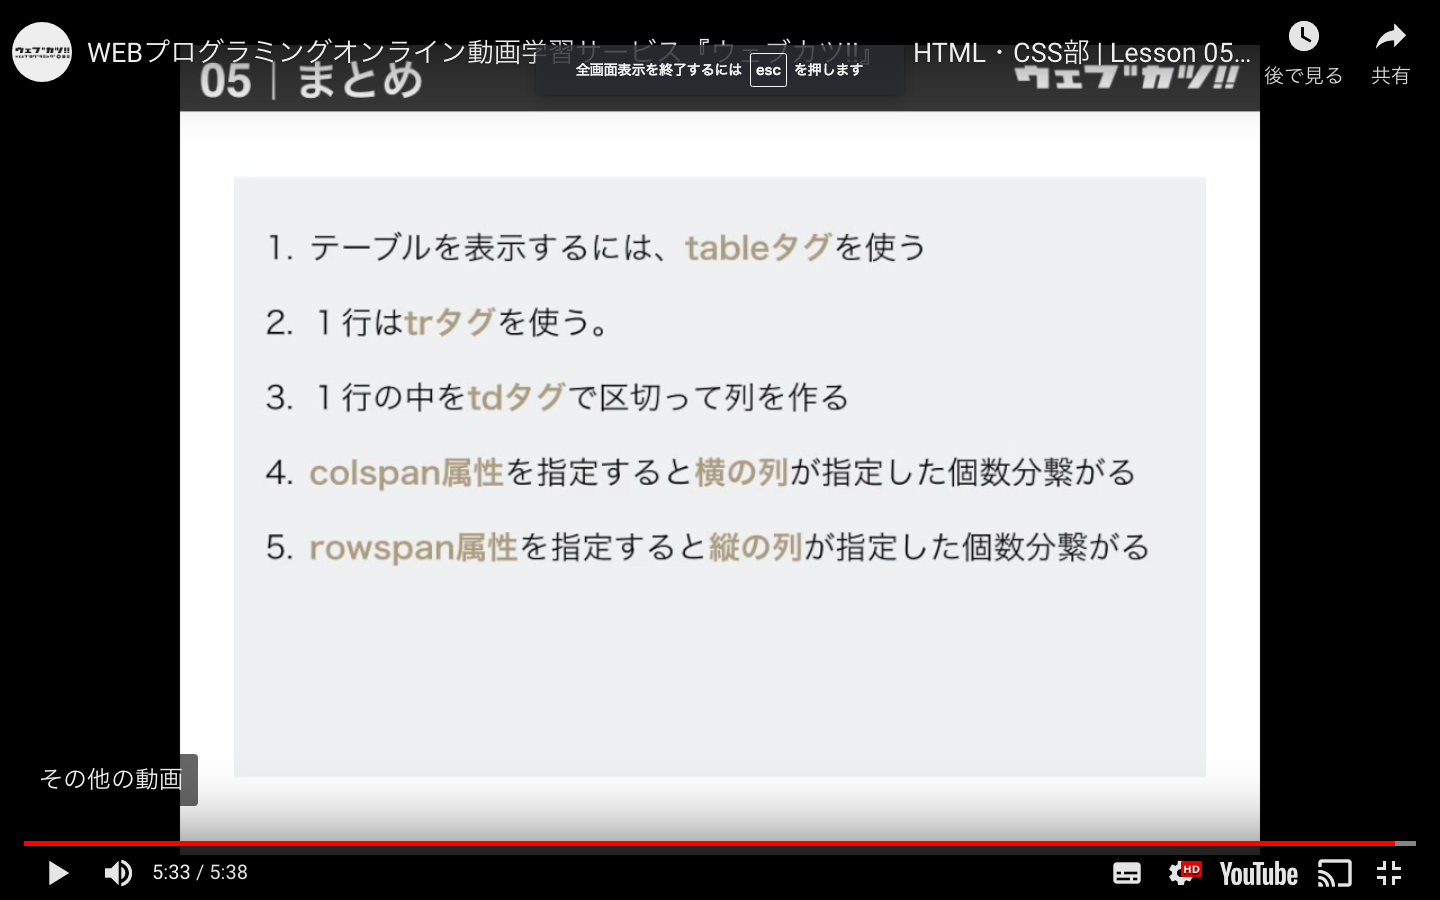 WEBプログラミングオンライン動画学習サービス『ウェブカツ!!』 HTML・CSS部 | Lesson 05…
後で見る
共有
全画面表示を終了するには esc を押します
05 | まとめ
ウェブカツ!!
1. テーブルを表示するには、tableタグを使う
2. １行はtrタグを使う。
3. １行の中をtdタグで区切って列を作る
4. colspan属性を指定すると横の列が指定した個数分繋がる
5. rowspan属性を指定すると縦の列が指定した個数分繋がる
その他の動画
5:33 / 5:38
HD
YouTube